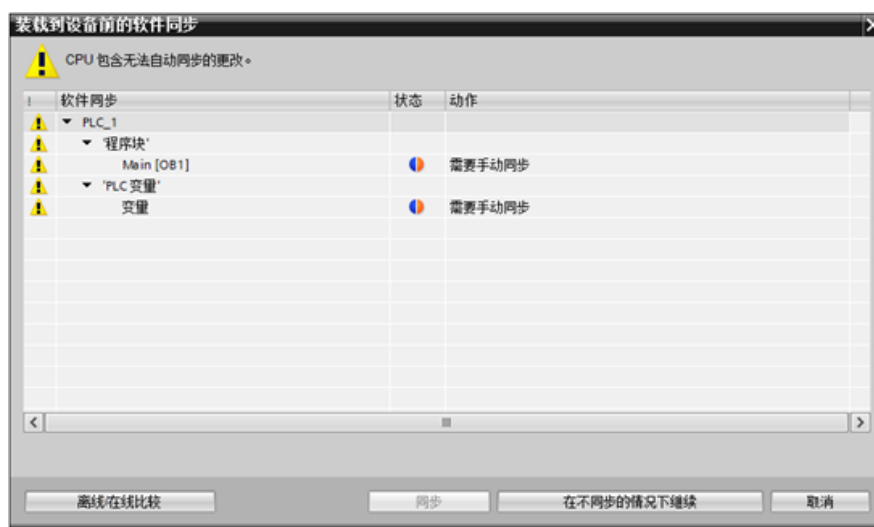 装载到设备前的软件同步
CPU 包含无法自动同步的更改。
! 软件同步 状态 动作
PLC_1
'程序块'
Main [OB1] 需要手动同步
'PLC 变量'
变量 需要手动同步
离线/在线比较 同步 在不同步的情况下继续 取消